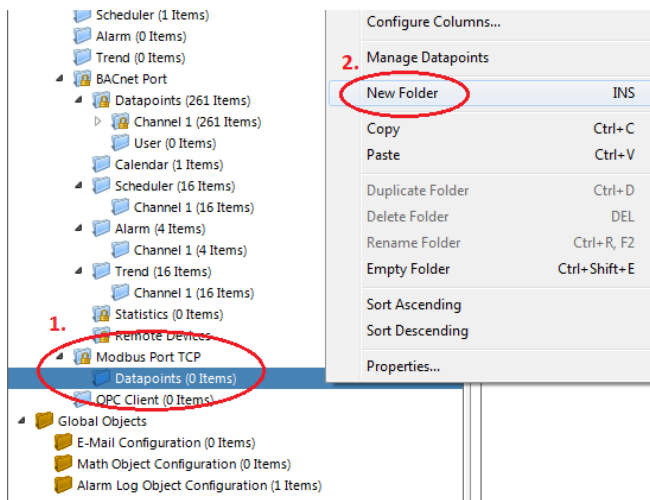 Scheduler (1 Items)
Alarm (0 Items)
Trend (0 Items)
BACnet Port
Datapoints (261 Items)
Channel 1 (261 Items)
User (0 Items)
Calendar (1 Items)
Scheduler (16 Items)
Channel 1 (16 Items)
Alarm (4 Items)
Channel 1 (4 Items)
Trend (16 Items)
Channel 1 (16 Items)
Statistics (0 Items)
1.
Remote Devices
Modbus Port TCP
Datapoints (0 Items)
OPC Client (0 Items)
Global Objects
E-Mail Configuration (0 Items)
Math Object Configuration (0 Items)
Alarm Log Object Configuration (1 Items)
Configure Columns...
2.
Manage Datapoints
New Folder INS
Copy Ctrl+C
Paste Ctrl+V
Duplicate Folder Ctrl+D
Delete Folder DEL
Rename Folder Ctrl+R, F2
Empty Folder Ctrl+Shift+E
Sort Ascending
Sort Descending
Properties...